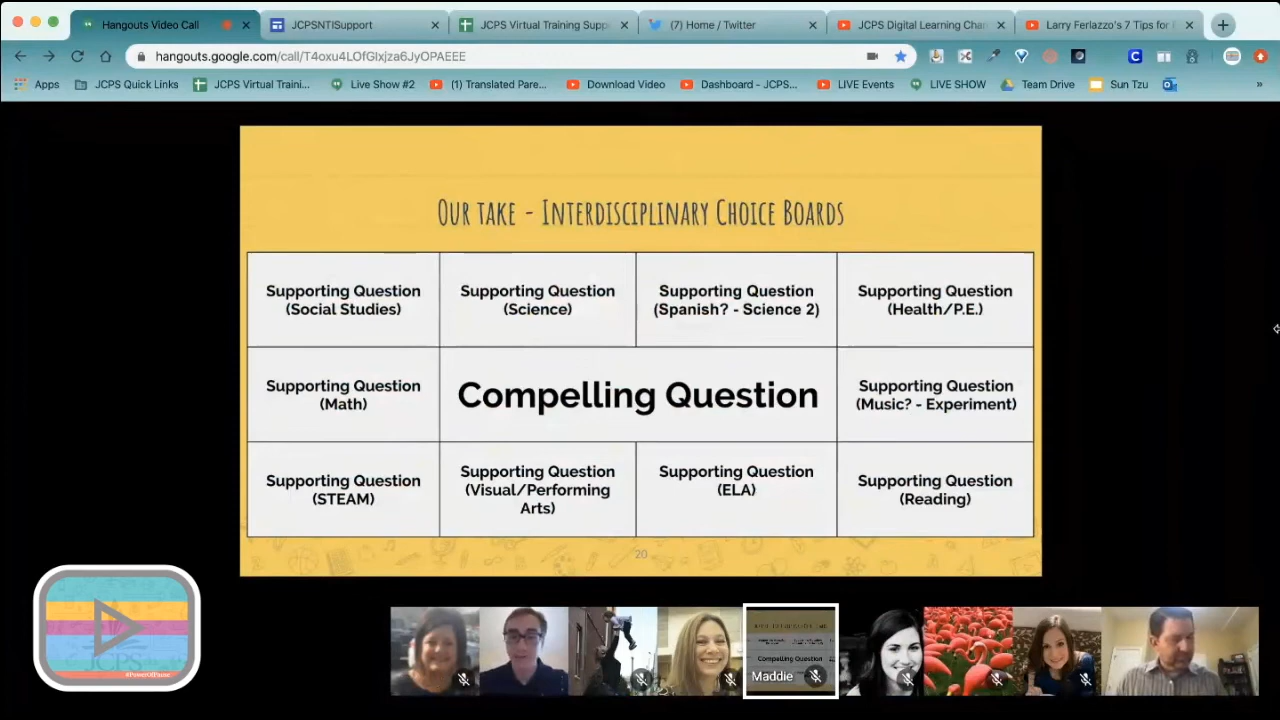 Hangouts Video Call
JCPSNTISupport
JCPS Virtual Training Supp
(7) Home / Twitter
JCPS Digital Learning Chan
Larry Ferlazzo's 7 Tips for
hangouts.google.com/call/T4oxu4LOfGIxjza6JyOPAEEE
Apps
JCPS Quick Links
JCPS Virtual Traini...
Live Show #2
(1) Translated Pare...
Download Video
Dashboard - JCPS...
LIVE Events
LIVE SHOW
Team Drive
Sun Tzu
»
Our take - Interdisciplinary Choice Boards
Supporting Question
(Social Studies)
Supporting Question
(Science)
Supporting Question
(Spanish? - Science 2)
Supporting Question
(Health/P.E.)
Supporting Question
(Math)
Compelling Question
Supporting Question
(Music? - Experiment)
Supporting Question
(STEAM)
Supporting Question
(Visual/Performing
Arts)
Supporting Question
(ELA)
Supporting Question
(Reading)
20
JCPS
Compelling Question
Maddie